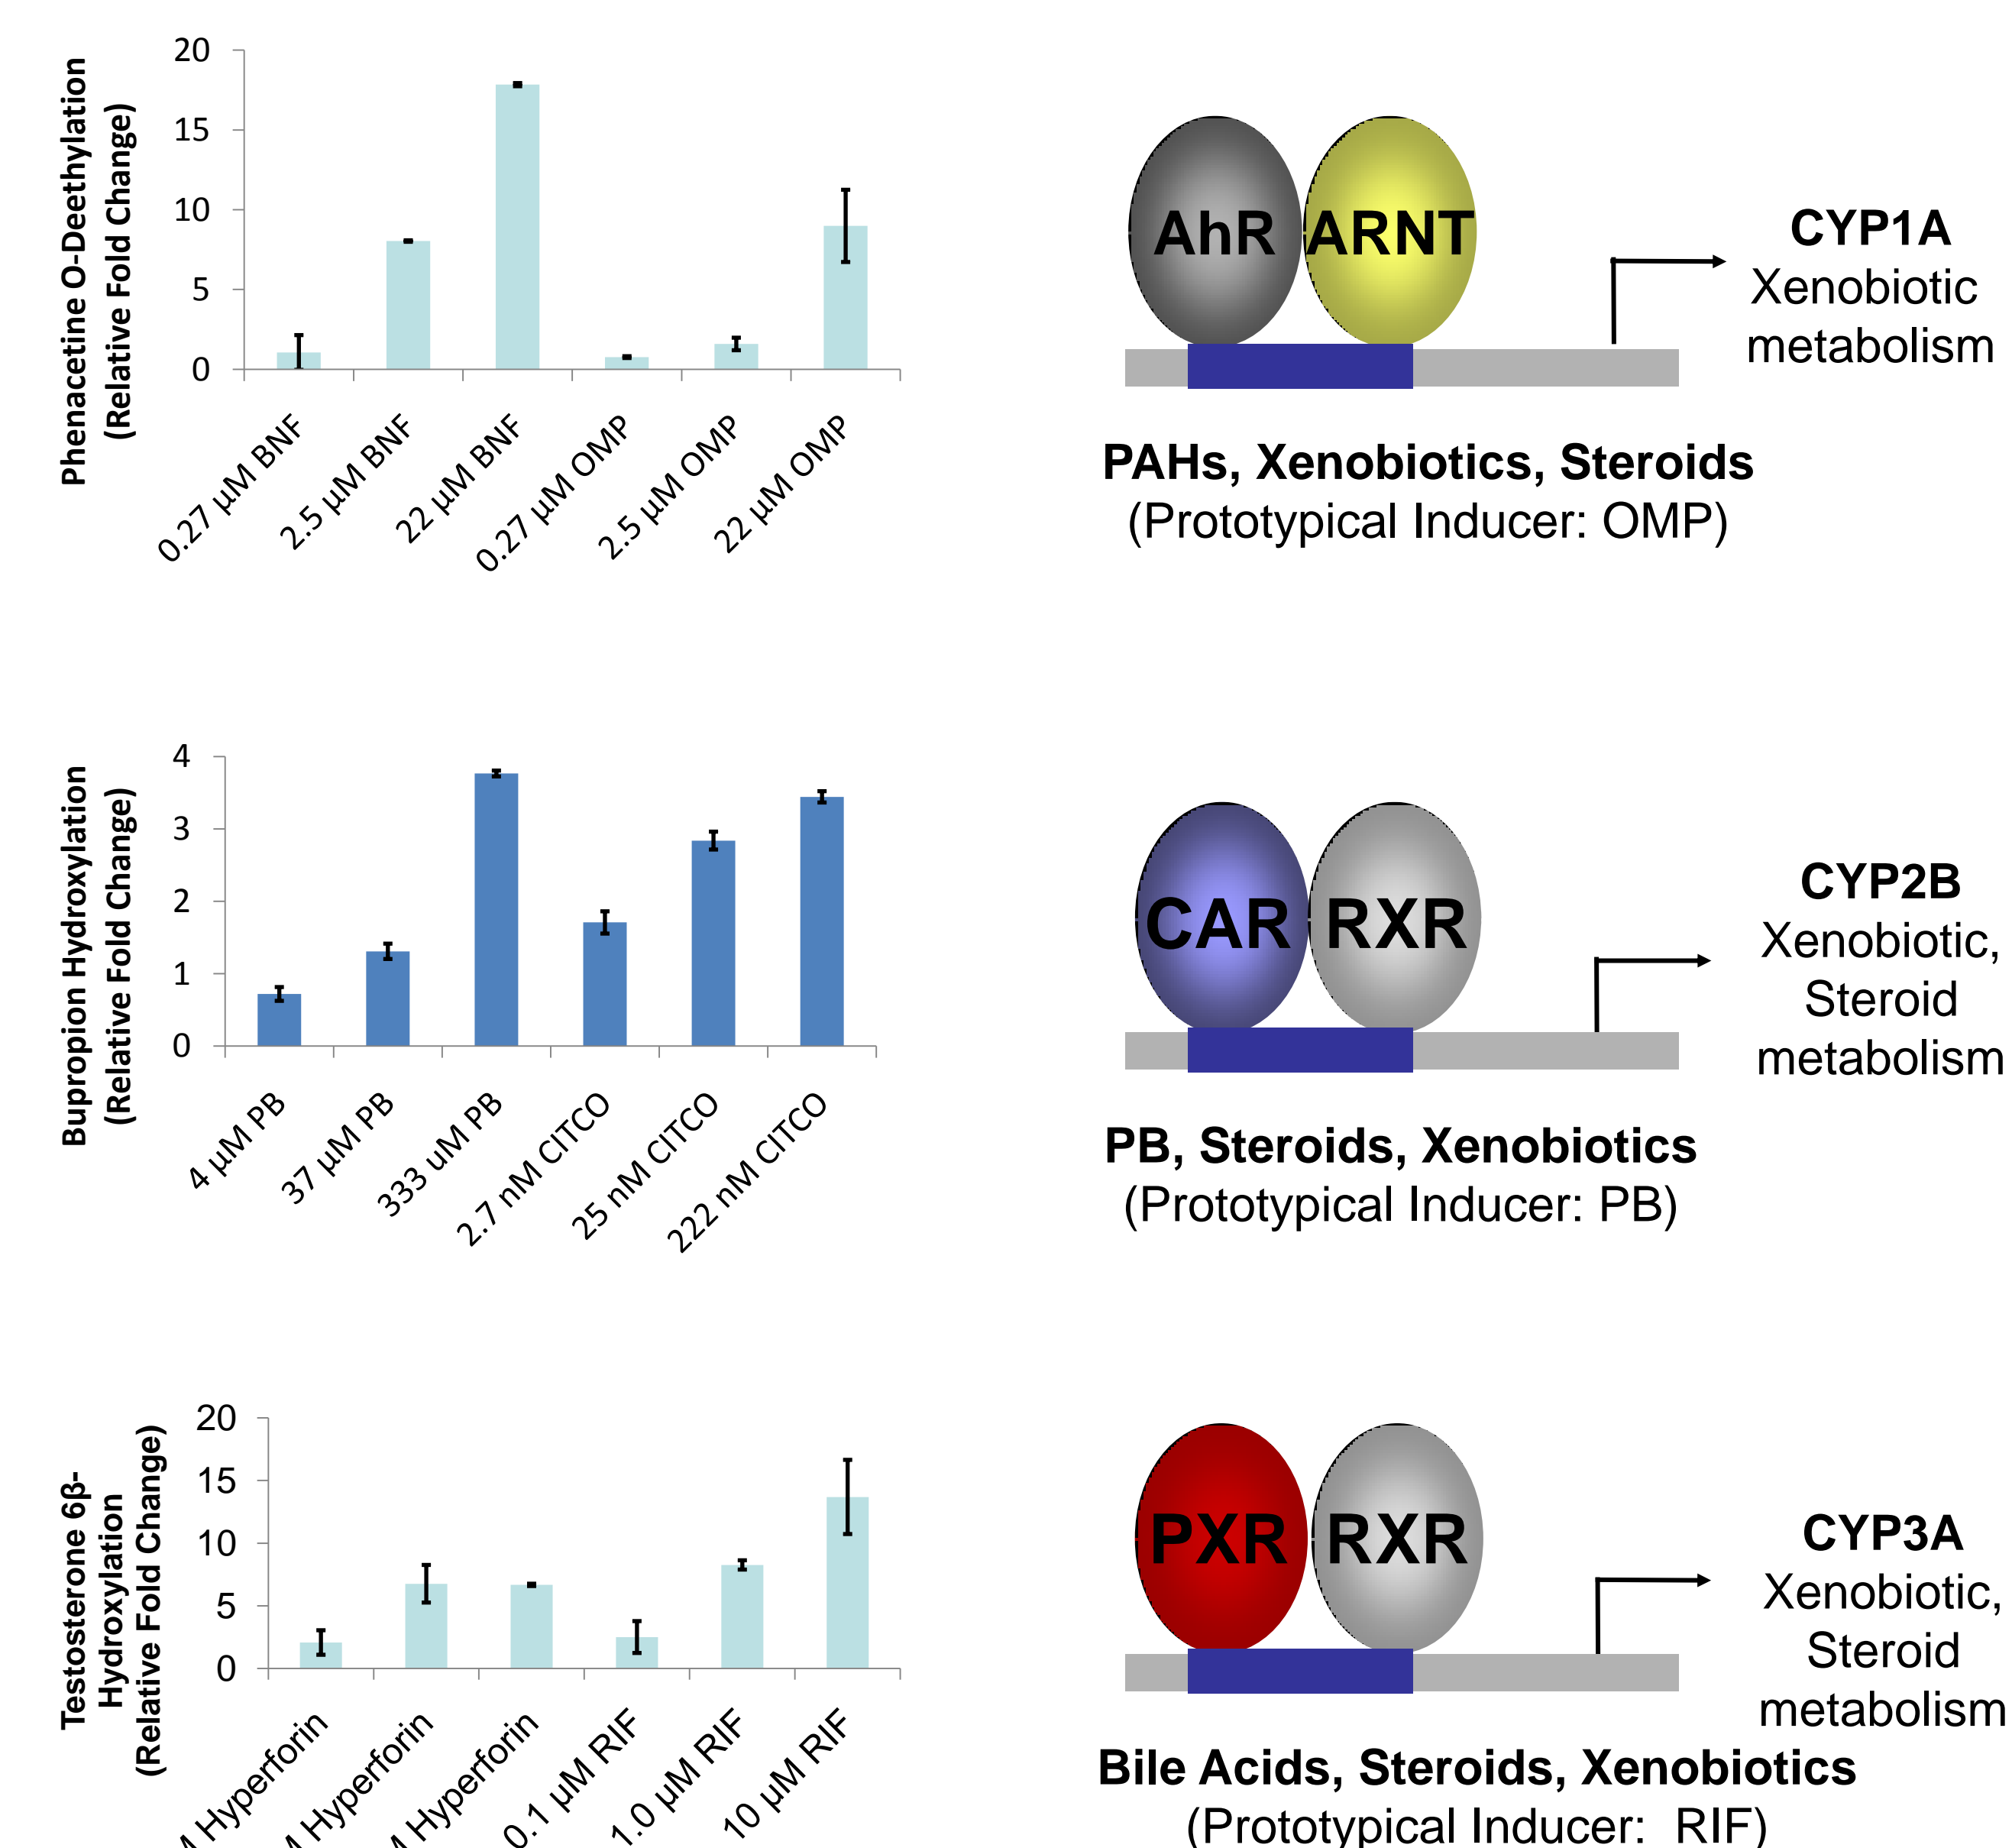 Phenacetine O-Deethylation
(Relative Fold Change)
20
15
10
5
0
0.27 µM BNF
2.5 µM BNF
22 µM BNF
0.27 µM OMP
2.5 µM OMP
22 µM OMP
AhR
ARNT
CYP1A
Xenobiotic
metabolism
PAHs, Xenobiotics, Steroids
(Prototypical Inducer: OMP)
Bupropion Hydroxylation
(Relative Fold Change)
4
3
2
1
0
4 µM PB
37 µM PB
333 uM PB
2.7 nM CITCO
25 nM CITCO
222 nM CITCO
CAR
RXR
CYP2B
Xenobiotic,
Steroid
metabolism
PB, Steroids, Xenobiotics
(Prototypical Inducer: PB)
Testosterone 6β-
Hydroxylation
(Relative Fold Change)
20
15
10
5
0
M Hyperforin
M Hyperforin
M Hyperforin
0.1 µM RIF
1.0 µM RIF
10 µM RIF
PXR
RXR
CYP3A
Xenobiotic,
Steroid
metabolism
Bile Acids, Steroids, Xenobiotics
(Prototypical Inducer: RIF)